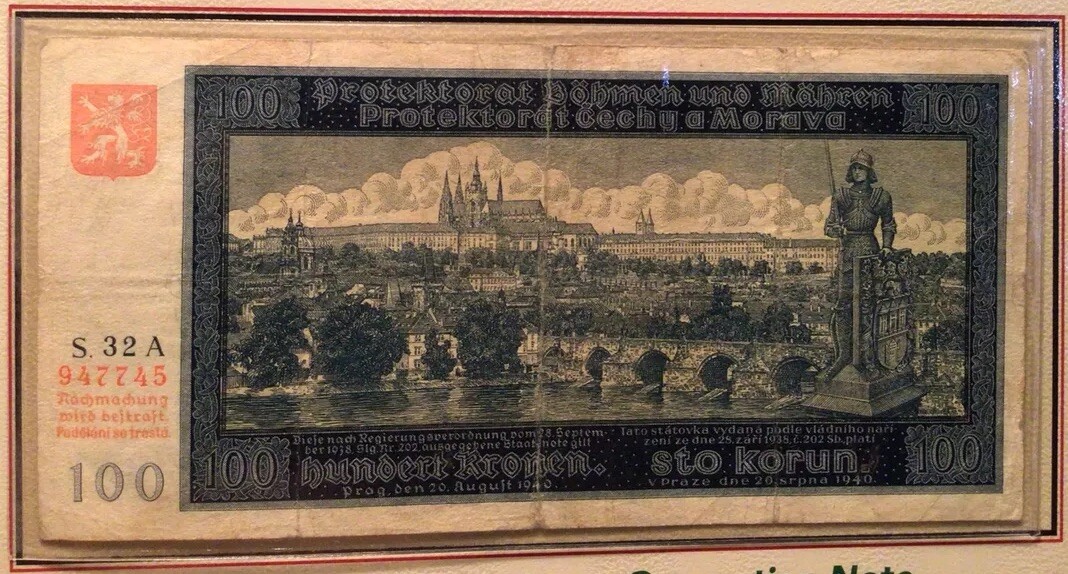 100 Protektorat Böhmen und Mähren 100
Protektorát Čechy a Morava
S. 32 A
947745
Nachmachung
wird bestraft.
Padělání se trestá.
100
Diese nach Regierungsverordnung vom 28. Septem-
ber 1938, Slg. Nr. 202, ausgegebene Staatsnote gilt
hundert Kronen.
Prag, den 20. August 1940.
Tato státovka vydaná podle vládního naří-
zení ze dne 28. září 1938, č. 202 Sb., platí
sto korun.
V Praze dne 20. srpna 1940.
100
100
Note